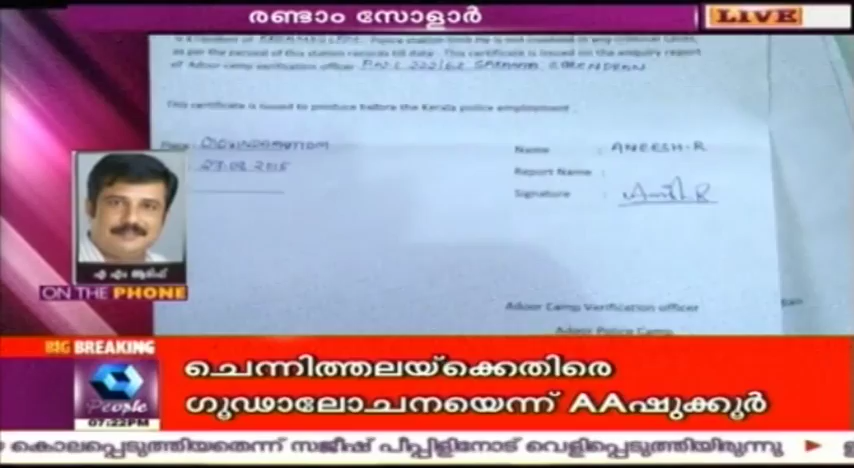 രണ്ടാം സോളാർ
LIVE
as per the perusal of this station records till date. This certificate is issued on the enquiry report
of Adoor camp verification officer
This certificate is issued to produce before the Kerala police employment
Name : ANEESH-R
27.02.2015
Report Name :
Signature :
എ എം ആരിഫ്
ON THE PHONE
Adoor Camp Verification officer
Adoor Police Camp
BIG BREAKING
ചെന്നിത്തലയ്ക്കെതിരെ
ഗൂഢാലോചനയെന്ന് AAഷുക്കൂർ
People
07:22PM
കൊലപ്പെടുത്തിയതെന്ന് സജീഷ് പീപ്പിളിനോട് വെളിപ്പെടുത്തിയിരുന്നു